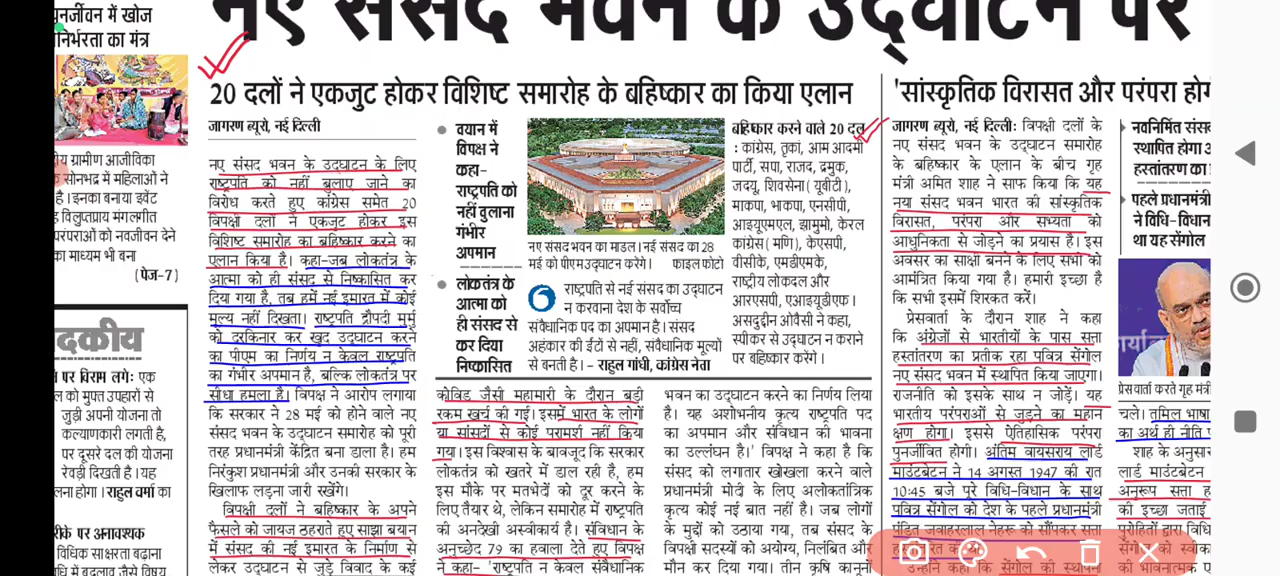 पुनर्जीवन में खोज
निर्भरता का मंत्र
ग्रामीण आजीविका
सोनभद्र में महिलाओं ने
है। इनका बनाया इवेंट
विलुप्तप्राय मंगलगीत
परंपराओं को नवजीवन देने
का माध्यम भी बना
(पेज-7)
पर विराम लगे: एक
को मुफ्त उपहारों से
जुड़ी अपनी योजना तो
कल्याणकारी लगती है,
पर दूसरे दल की योजना
रेवड़ी दिखती है। यह
होगा। राहुल वर्मा का
पर अनावश्यक
विधिक साक्षरता बढ़ाना
में बदलाव जैसे विषय
नए संसद भवन के उद्घाटन पर
20 दलों ने एकजुट होकर विशिष्ट समारोह के बहिष्कार का किया एलान
जागरण ब्यूरो, नई दिल्ली
नए संसद भवन के उद्घाटन के लिए
राष्ट्रपति को नहीं बुलाए जाने का
विरोध करते हुए कांग्रेस समेत 20
विपक्षी दलों ने एकजुट होकर इस
विशिष्ट समारोह का बहिष्कार करने का
एलान किया है। कहा-जब लोकतंत्र के
आत्मा को ही संसद से निष्कासित कर
दिया गया है, तब हमें नई इमारत में कोई
मूल्य नहीं दिखता। राष्ट्रपति द्रौपदी मुर्मु
को दरकिनार कर खुद उद्घाटन करने
का पीएम का निर्णय न केवल राष्ट्रपति
का गंभीर अपमान है, बल्कि लोकतंत्र पर
सीधा हमला है। विपक्ष ने आरोप लगाया
कि सरकार ने 28 मई को होने वाले नए
संसद भवन के उद्घाटन समारोह को पूरी
तरह प्रधानमंत्री केंद्रित बना डाला है। हम
निरंकुश प्रधानमंत्री और उनकी सरकार के
खिलाफ लड़ना जारी रखेंगे।
विपक्षी दलों ने बहिष्कार के अपने
फैसले को जायज ठहराते हुए साझा बयान
में संसद की नई इमारत के निर्माण से
लेकर उद्घाटन से जुड़े विवाद के कई
बयान में
विपक्ष ने
कहा-
राष्ट्रपति को
नहीं बुलाना
गंभीर
अपमान
लोकतंत्र के
आत्मा को
ही संसद से
कर दिया
निष्कासित
नए संसद भवन का माडल। नई संसद का 28
मई को पीएम उद्घाटन करेंगे। फाइल फोटो
राष्ट्रपति से नई संसद का उद्घाटन
न करवाना देश के सर्वोच्च
संवैधानिक पद का अपमान है। संसद
अहंकार की ईंटों से नहीं, संवैधानिक मूल्यों
से बनती है। - राहुल गांधी, कांग्रेस नेता
बहिष्कार करने वाले 20 दल
: कांग्रेस, तृकां, आम आदमी
पार्टी, सपा, राजद, द्रमुक,
जदयू, शिवसेना (यूबीटी),
माकपा, भाकपा, एनसीपी,
आइयूएमएल, झामुमो, केरल
कांग्रेस (मणि), केएसपी,
वीसीके, एमडीएमके,
राष्ट्रीय लोकदल और
आरएसपी, एआइयूडीएफ।
असदुद्दीन ओवैसी ने कहा,
स्पीकर से उद्घाटन न कराने
पर बहिष्कार करेंगे।
कोविड जैसी महामारी के दौरान बड़ी
रकम खर्च की गई। इसमें भारत के लोगों
या सांसदों से कोई परामर्श नहीं किया
गया। इस विश्वास के बावजूद कि सरकार
लोकतंत्र को खतरे में डाल रही है, हम
इस मौके पर मतभेदों को दूर करने के
लिए तैयार थे, लेकिन समारोह में राष्ट्रपति
की अनदेखी अस्वीकार्य है। संविधान के
अनुच्छेद 79 का हवाला देते हुए विपक्ष
ने कहा- 'राष्ट्रपति न केवल संवैधानिक
भवन का उद्घाटन करने का निर्णय लिया
है। यह अशोभनीय कृत्य राष्ट्रपति पद
का अपमान और संविधान की भावना
का उल्लंघन है।' विपक्ष ने कहा है कि
संसद को लगातार खोखला करने वाले
प्रधानमंत्री मोदी के लिए अलोकतांत्रिक
कृत्य कोई नई बात नहीं है। जब लोगों
के मुद्दों को उठाया गया, तब संसद के
विपक्षी सदस्यों को अयोग्य, निलंबित और
मौन कर दिया गया। तीन कृषि कानूनों
'सांस्कृतिक विरासत और परंपरा
जागरण ब्यूरो, नई दिल्ली: विपक्षी दलों के
नए संसद भवन के उद्घाटन समारोह
के बहिष्कार के एलान के बीच गृह
मंत्री अमित शाह ने साफ किया कि यह
नया संसद भवन भारत की सांस्कृतिक
विरासत, परंपरा और सभ्यता को
आधुनिकता से जोड़ने का प्रयास है। इस
अवसर का साक्षी बनने के लिए सभी को
आमंत्रित किया गया है। हमारी इच्छा है
कि सभी इसमें शिरकत करें।
प्रेसवार्ता के दौरान शाह ने कहा
कि अंग्रेजों से भारतीयों के पास सत्ता
हस्तांतरण का प्रतीक रहा पवित्र सेंगोल
नए संसद भवन में स्थापित किया जाएगा।
राजनीति को इसके साथ न जोड़ें। यह
भारतीय परंपराओं से जुड़ने का महान
क्षण होगा। इससे ऐतिहासिक परंपरा
पुनर्जीवित होगी। अंतिम वायसराय लार्ड
माउंटबेटन ने 14 अगस्त 1947 की रात
10:45 बजे पूरे विधि-विधान के साथ
पवित्र सेंगोल को देश के पहले प्रधानमंत्री
पंडित जवाहरलाल नेहरू को सौंपकर सत्ता
उन्होंने कहा कि सेंगोल को स्थापित
नवनिर्मित संसद
स्थापित होगा
हस्तांतरण का
पहले प्रधानमंत्री
ने विधि-विधान
था यह सेंगोल
प्रेस वार्ता करते गृह मंत्री
चले। तमिल भाषा
का अर्थ ही नीति
शाह के अनुसार
लार्ड माउंटबेटन
अनुरूप सत्ता
की इच्छा जताई
पुरोहितों द्वारा विधि